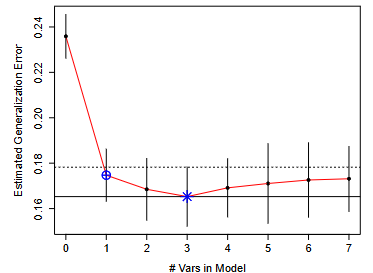 Estimated Generalization Error
0.24
0.22
0.20
0.18
0.16
0 1 2 3 4 5 6 7
# Vars in Model